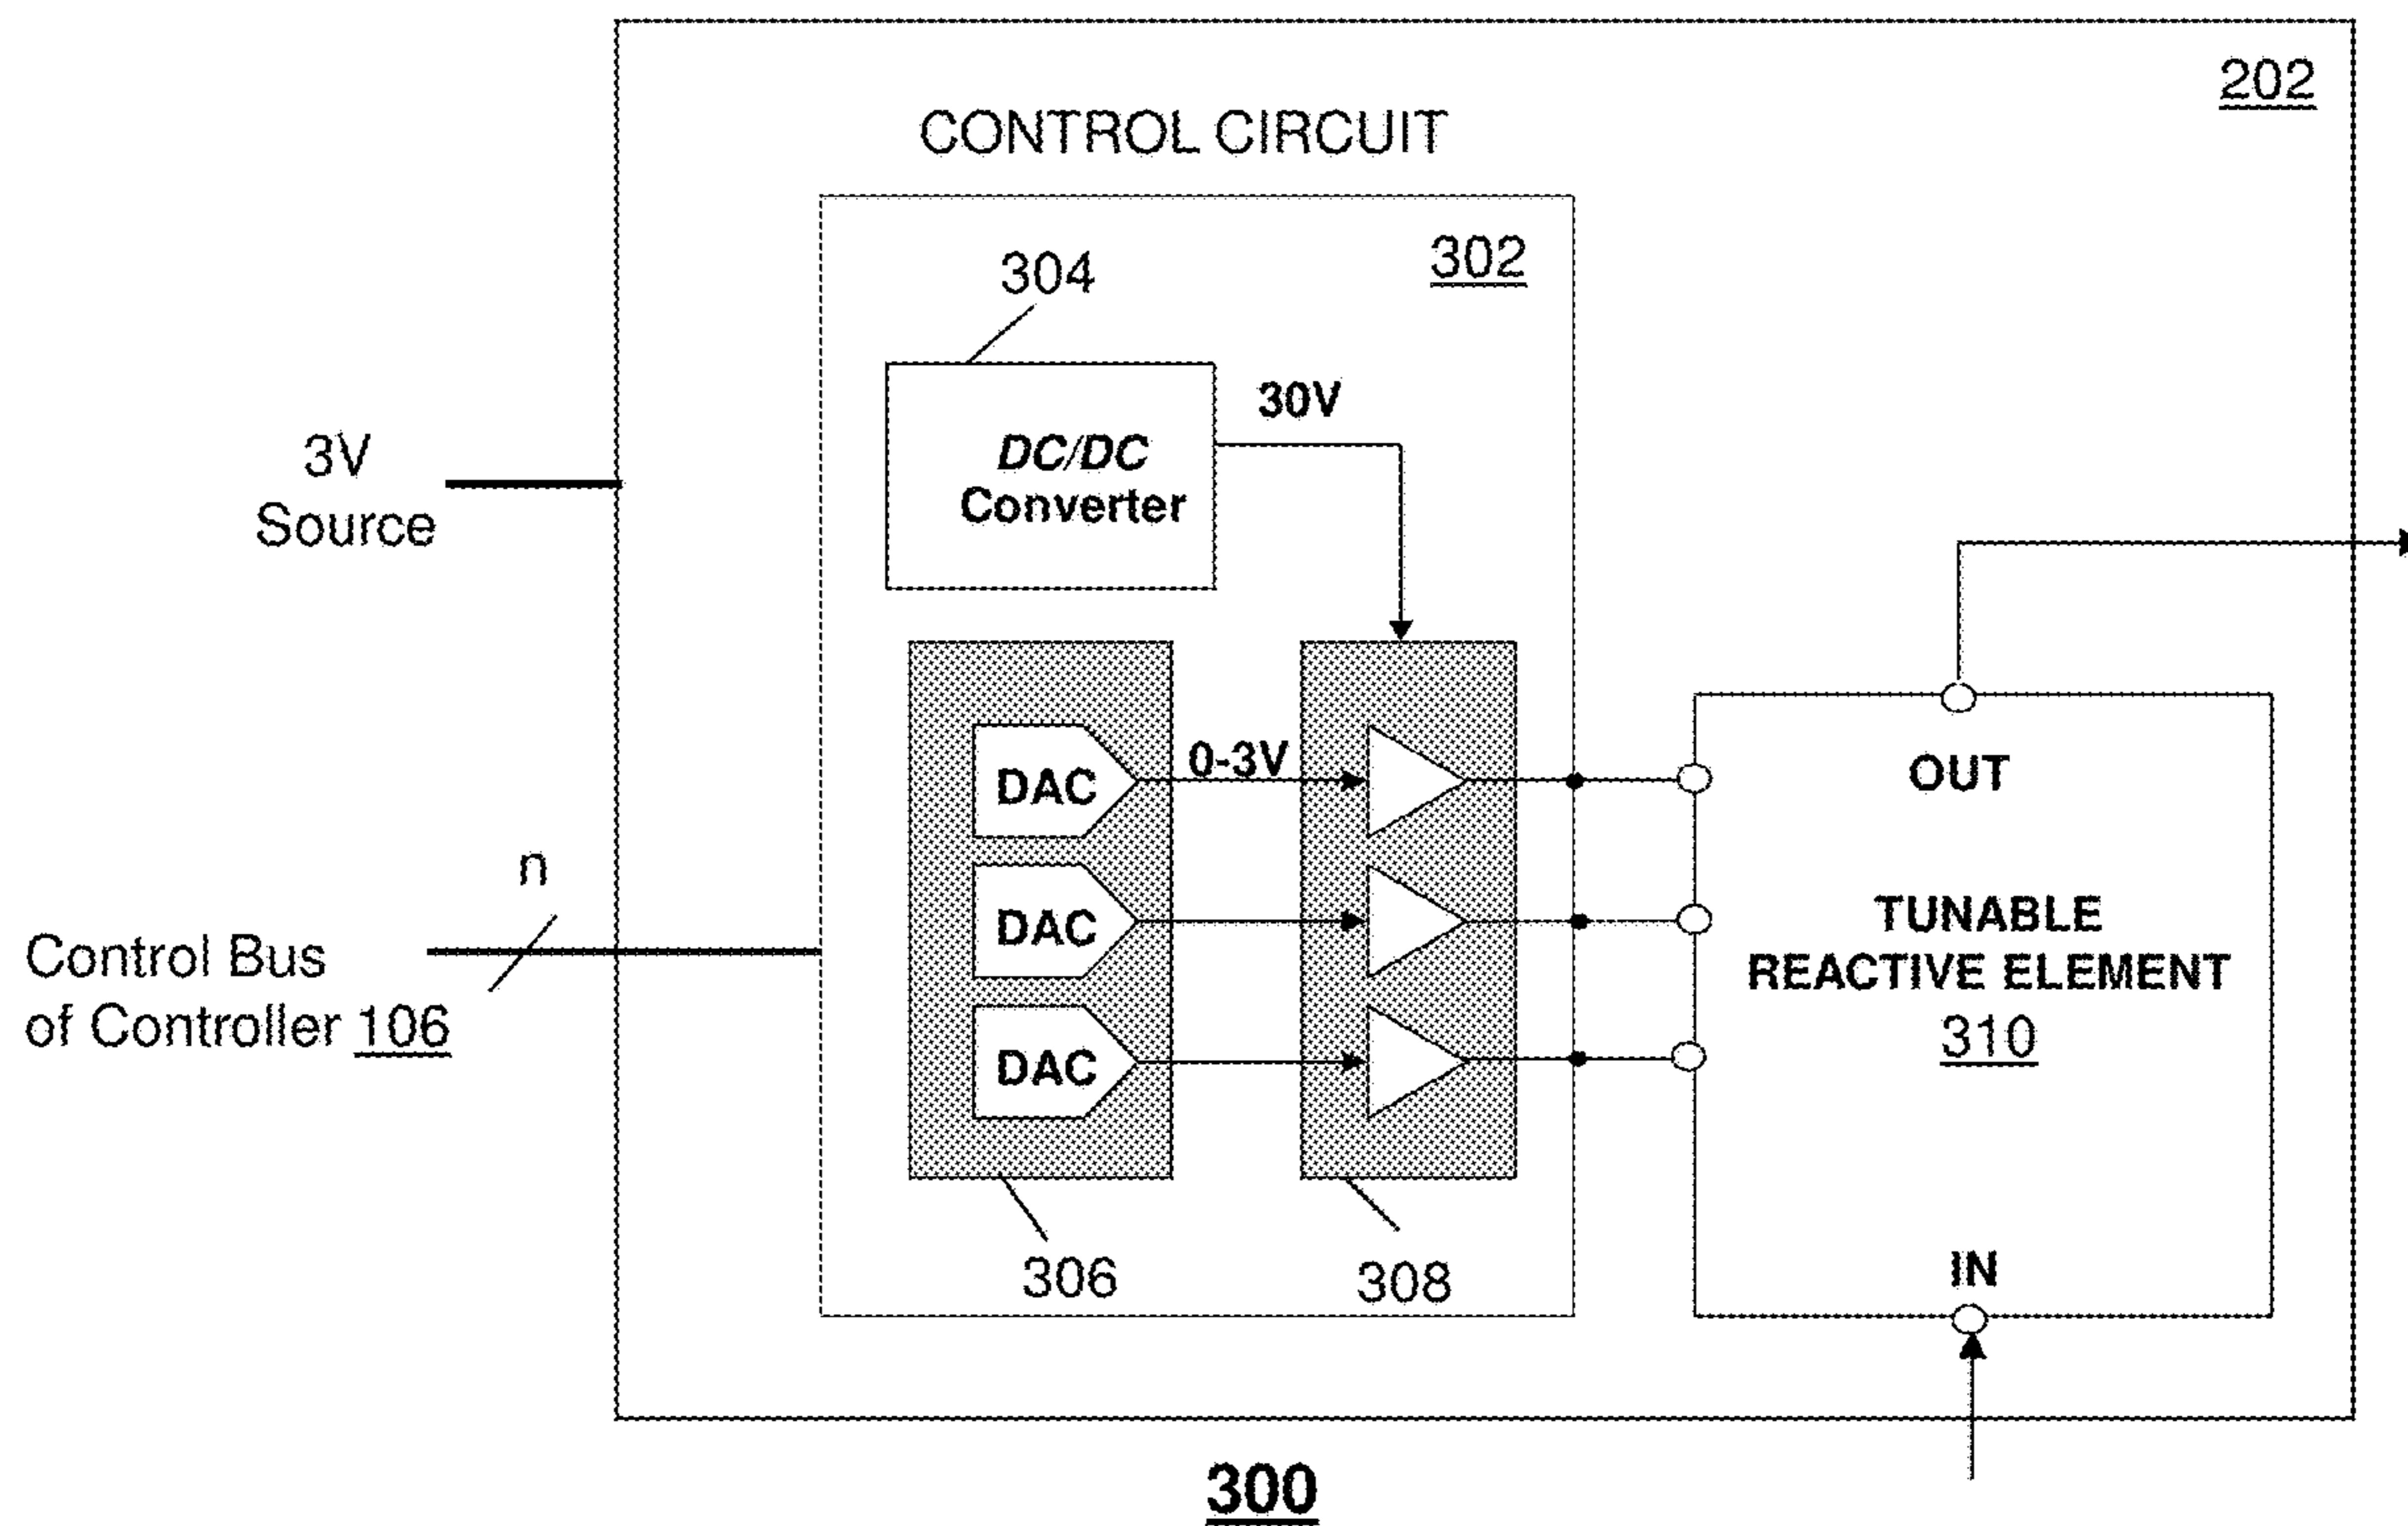 202
CONTROL CIRCUIT
302
304
30V
DC/DC
Converter
3V
Source
0-3V
DAC
DAC
DAC
OUT
TUNABLE
REACTIVE ELEMENT
310
IN
n
Control Bus
of Controller 106
306
308
300